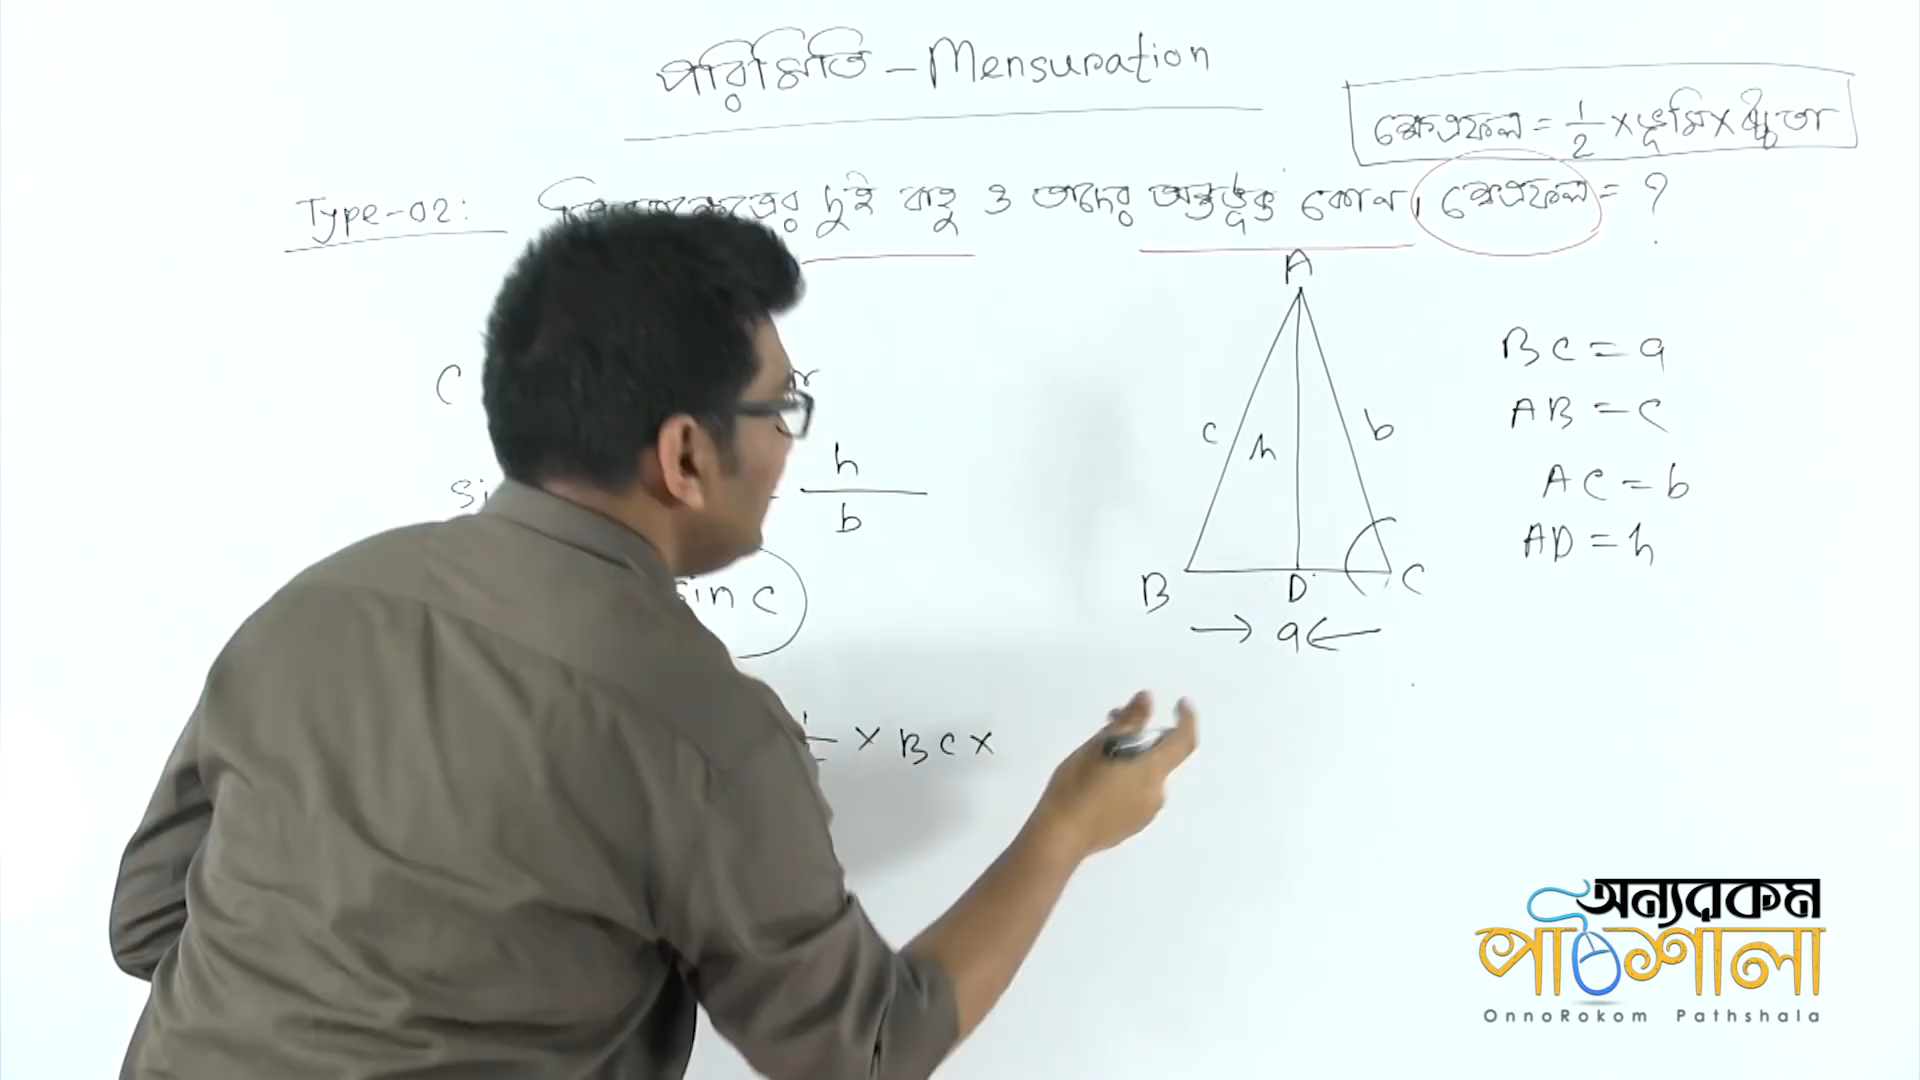 পরিমিতি - Mensuration
ক্ষেত্রফল = 1/2 × ভূমি × উচ্চতা
Type-02: দুই বাহু ও তাদের অন্তর্ভুক্ত কোণ, ক্ষেত্রফল = ?
A
BC = a
C
c h b
AB = c
h
b
AC = b
AD = h
B D C
sin C
a
× BC ×
অন্যরকম
পাঠশালা
OnnoRokom Pathshala